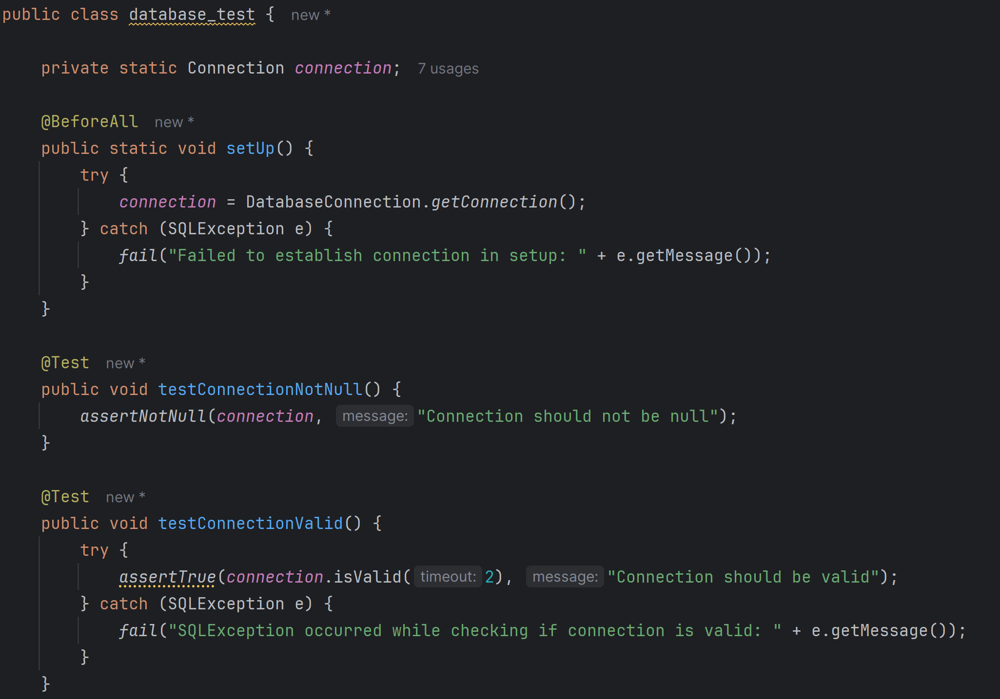 public class database_test {  new *
private static Connection connection;  7 usages
@BeforeAll  new *
public static void setUp() {
try {
connection = DatabaseConnection.getConnection();
} catch (SQLException e) {
fail("Failed to establish connection in setup: " + e.getMessage());
}
}
@Test  new *
public void testConnectionNotNull() {
assertNotNull(connection, message: "Connection should not be null");
}
@Test  new *
public void testConnectionValid() {
try {
assertTrue(connection.isValid( timeout: 2), message: "Connection should be valid");
} catch (SQLException e) {
fail("SQLException occurred while checking if connection is valid: " + e.getMessage());
}
}